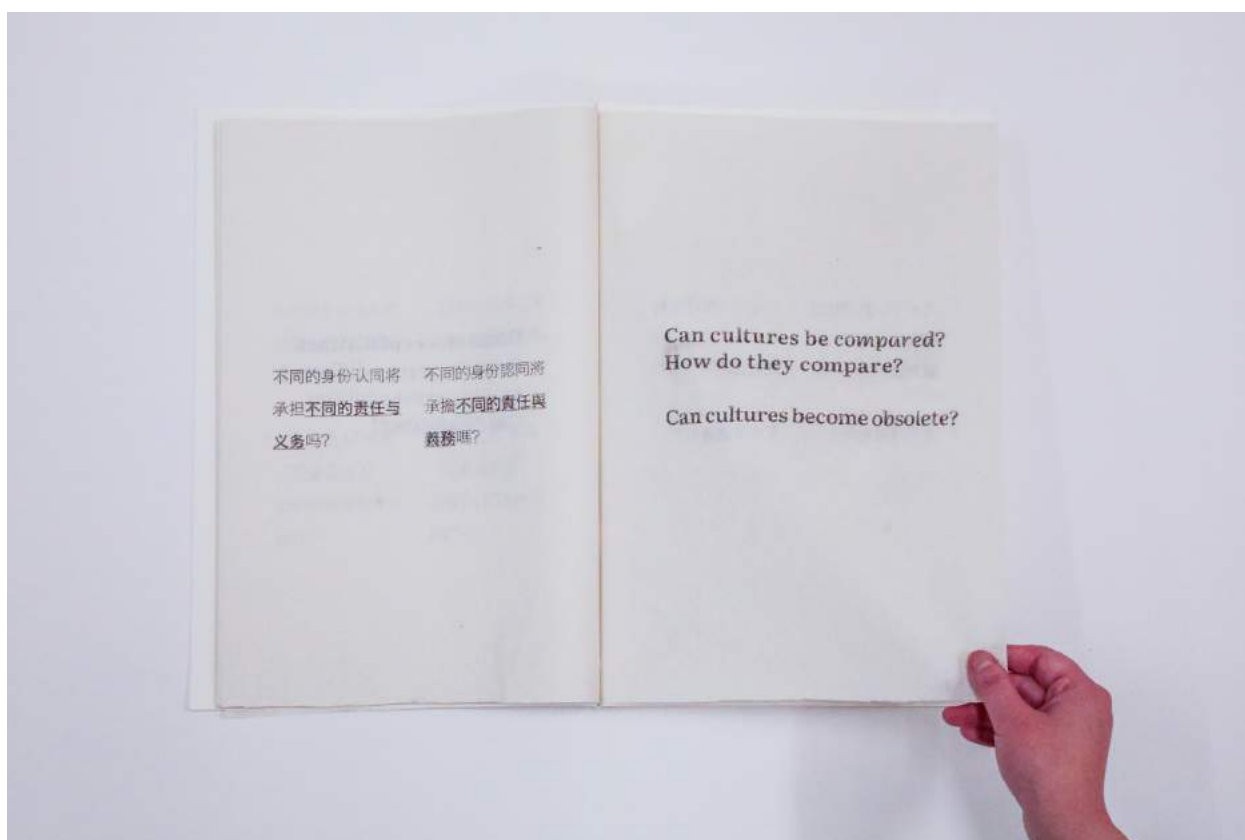 不同的身份认同将
承担不同的责任与
义务吗?
不同的身份認同將
承擔不同的責任與
義務嗎?
Can cultures be compared?
How do they compare?
Can cultures become obsolete?